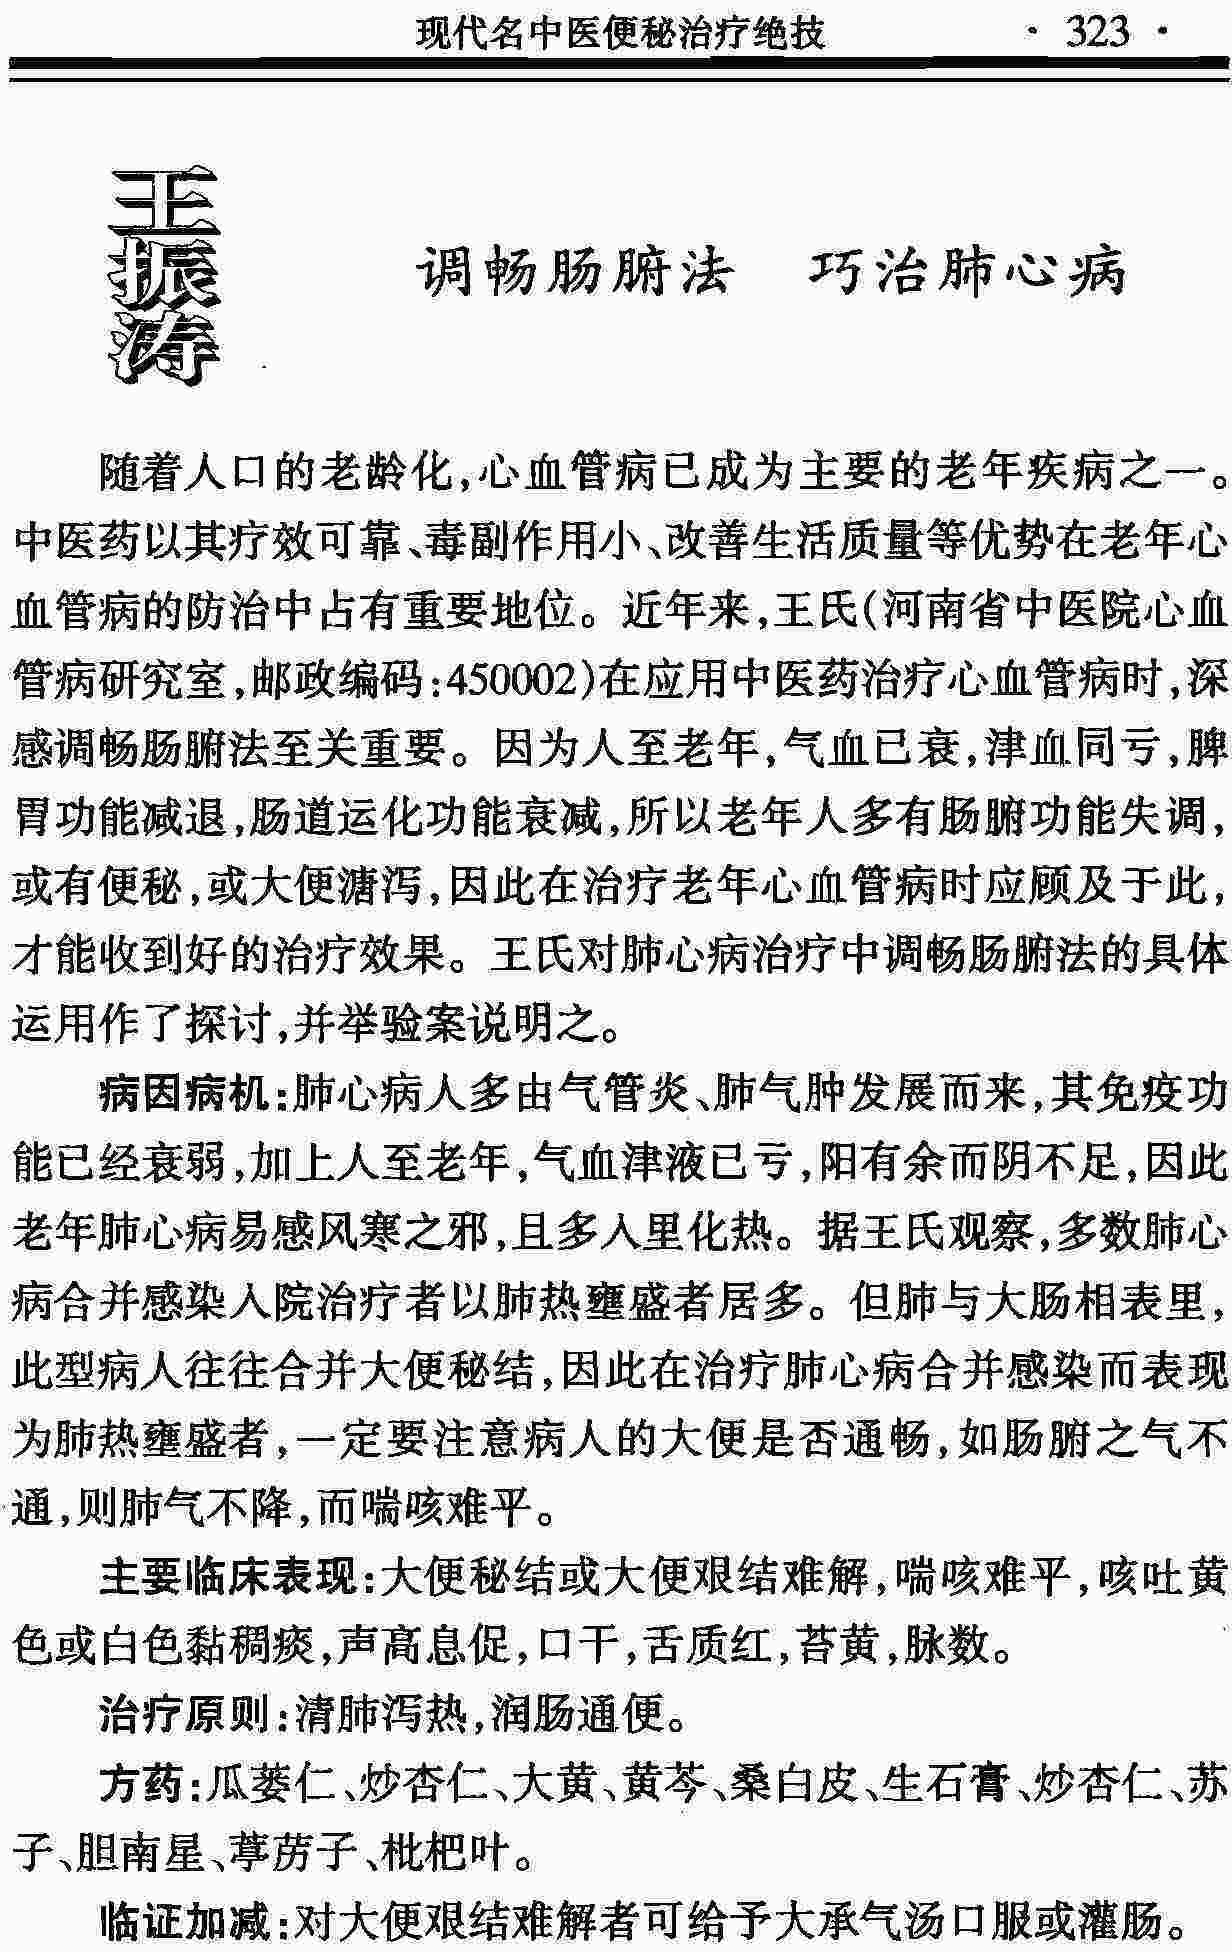 现代名中医便秘治疗绝技 · 323 ·
王振涛
调畅肠腑法 巧治肺心病
随着人口的老龄化,心血管病已成为主要的老年疾病之一。
中医药以其疗效可靠、毒副作用小、改善生活质量等优势在老年心
血管病的防治中占有重要地位。近年来,王氏(河南省中医院心血
管病研究室,邮政编码:450002)在应用中医药治疗心血管病时,深
感调畅肠腑法至关重要。因为人至老年,气血已衰,津血同亏,脾
胃功能减退,肠道运化功能衰减,所以老年人多有肠腑功能失调,
或有便秘,或大便溏泻,因此在治疗老年心血管病时应顾及于此,
才能收到好的治疗效果。王氏对肺心病治疗中调畅肠腑法的具体
运用作了探讨,并举验案说明之。
病因病机:肺心病人多由气管炎、肺气肿发展而来,其免疫功
能已经衰弱,加上人至老年,气血津液已亏,阳有余而阴不足,因此
老年肺心病易感风寒之邪,且多入里化热。据王氏观察,多数肺心
病合并感染入院治疗者以肺热壅盛者居多。但肺与大肠相表里,
此型病人往往合并大便秘结,因此在治疗肺心病合并感染而表现
为肺热壅盛者,一定要注意病人的大便是否通畅,如肠腑之气不
通,则肺气不降,而喘咳难平。
主要临床表现:大便秘结或大便艰结难解,喘咳难平,咳吐黄
色或白色黏稠痰,声高息促,口干,舌质红,苔黄,脉数。
治疗原则:清肺泻热,润肠通便。
方药:瓜蒌仁、炒杏仁、大黄、黄芩、桑白皮、生石膏、炒杏仁、苏
子、胆南星、葶苈子、枇杷叶。
临证加减:对大便艰结难解者可给予大承气汤口服或灌肠。